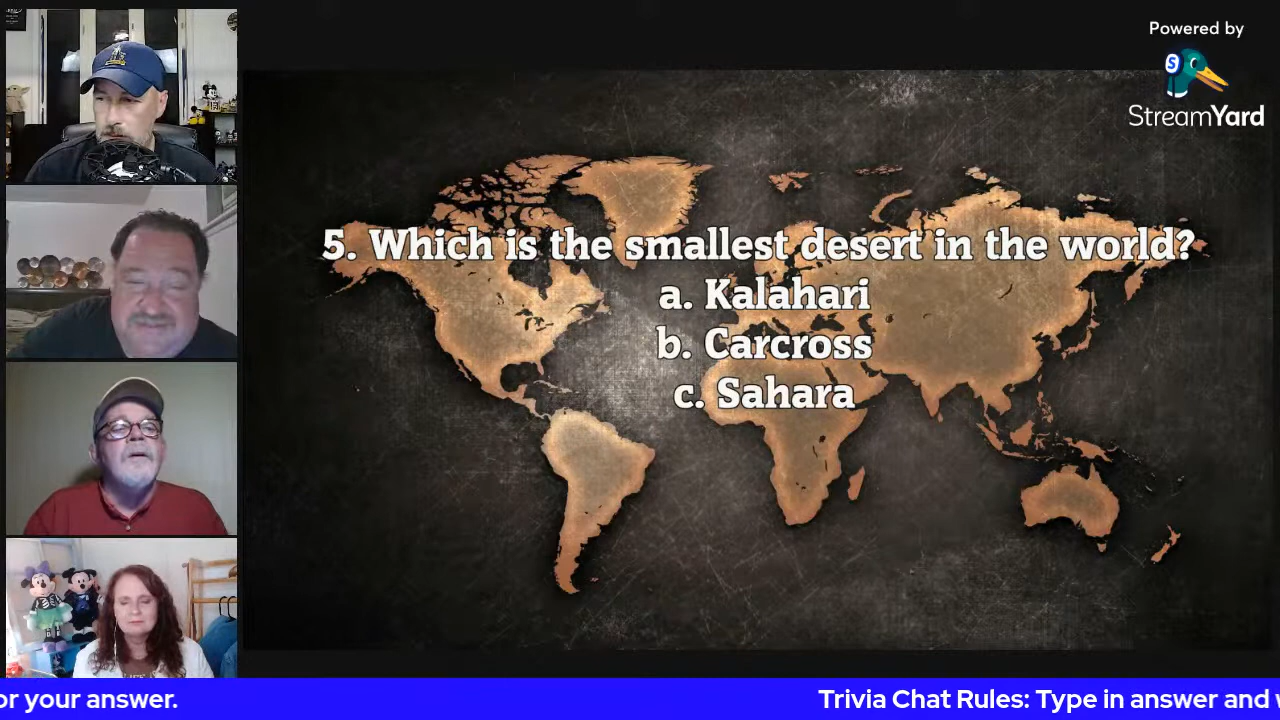 Powered by
StreamYard
5. Which is the smallest desert in the world?
a. Kalahari
b. Carcross
c. Sahara
or your answer.
Trivia Chat Rules: Type in answer and w